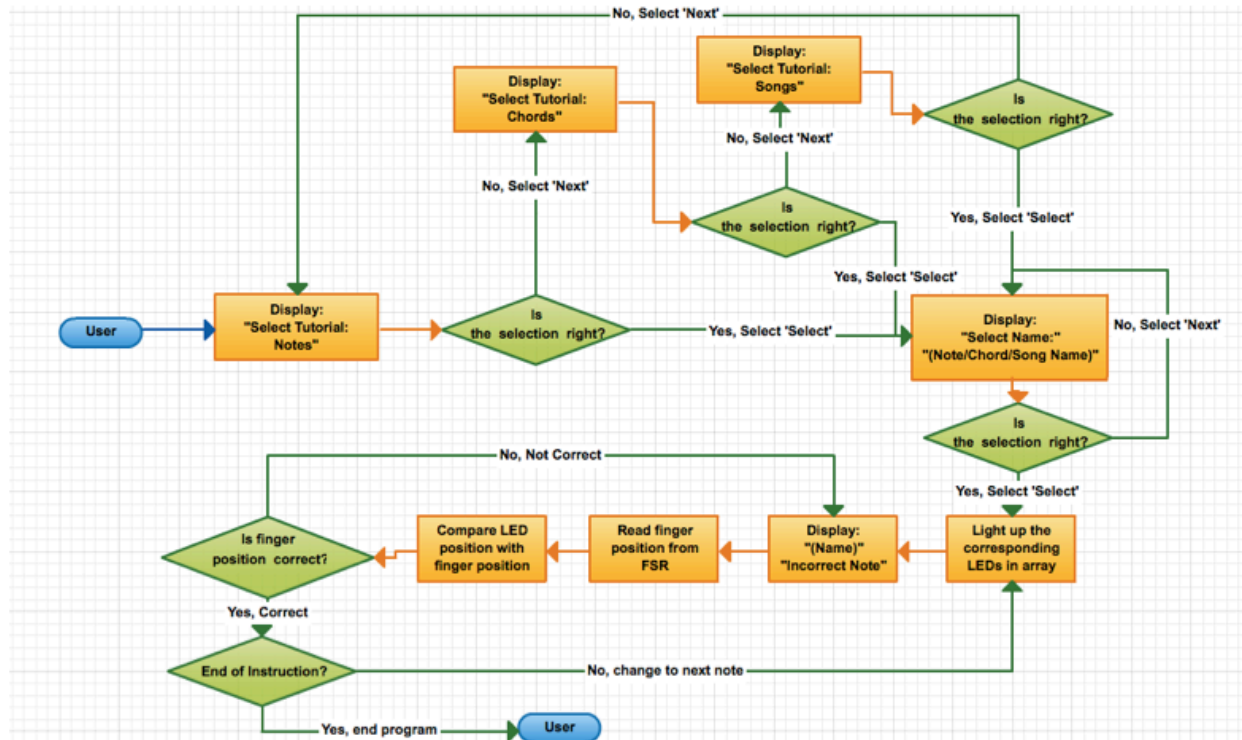 No, Select 'Next'
Display:
"Select Tutorial:
Songs"
Display:
"Select Tutorial:
Chords"
Is
the selection right?
No, Select 'Next'
No, Select 'Next'
Is
the selection right?
Yes, Select 'Select'
Yes, Select 'Select'
User
Display:
"Select Tutorial:
Notes"
Is
the selection right?
Yes, Select 'Select'
Display:
"Select Name:"
"(Note/Chord/Song Name)"
No, Select 'Next'
Is
the selection right?
Yes, Select 'Select'
No, Not Correct
Is finger
position correct?
Compare LED
position with
finger position
Read finger
position from
FSR
Display:
"(Name)"
"Incorrect Note"
Light up the
corresponding
LEDs in array
Yes, Correct
End of Instruction?
No, change to next note
Yes, end program
User